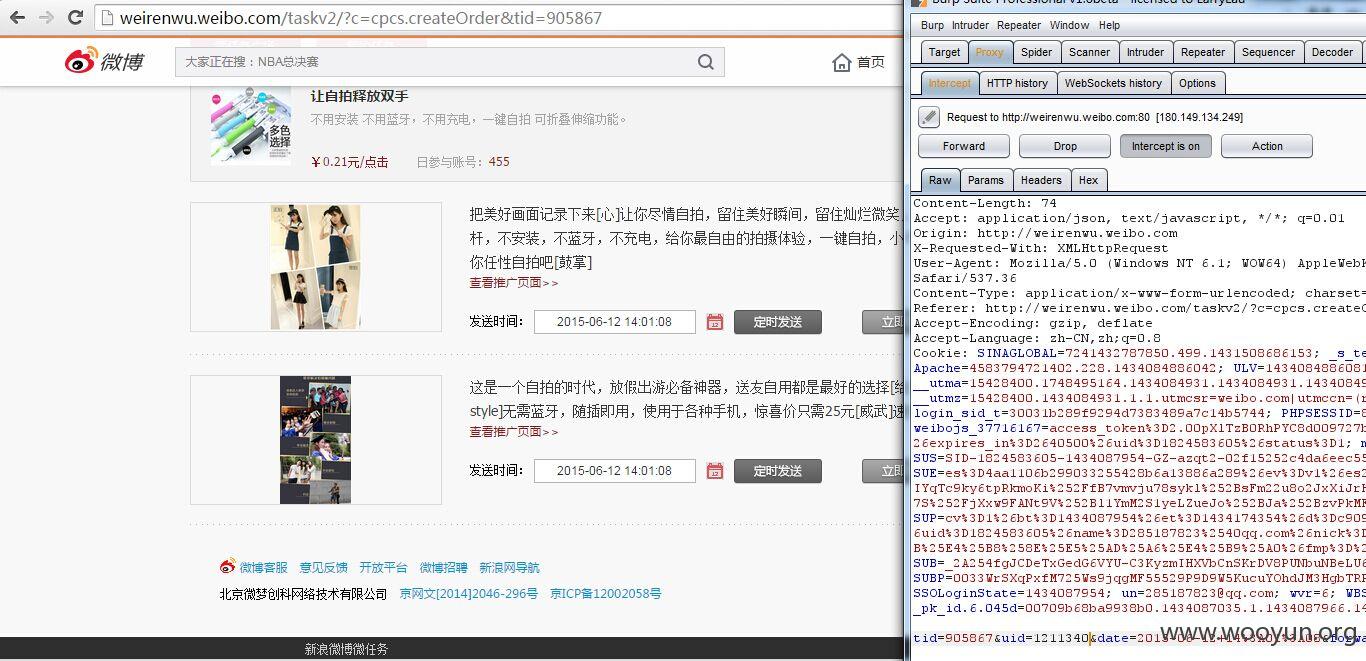 weirenwu.weibo.com/taskv2/?c=cpcs.createOrder&tid=905867
微博
大家正在搜：NBA总决赛
首页
让自拍释放双手
不用安装 不用蓝牙，不用充电，一键自拍 可折叠伸缩功能。
多色
选择
￥0.21元/点击 日参与账号：455
把美好画面记录下来[心]让你尽情自拍，留住美好瞬间，留住灿烂微笑，
杆，不安装，不蓝牙，不充电，给你最自由的拍摄体验，一键自拍，小
你任性自拍吧[鼓掌]
查看推广页面>>
发送时间： 2015-06-12 14:01:08 定时发送 立即
这是一个自拍的时代，放假出游必备神器，送友自用都是最好的选择[给
style]无需蓝牙，随插即用，使用于各种手机，惊喜价只需25元[威武]速
查看推广页面>>
发送时间： 2015-06-12 14:01:08 定时发送 立即
微博客服 意见反馈 开放平台 微博招聘 新浪网导航
北京微梦创科网络技术有限公司 京网文[2014]2046-296号 京ICP备12002058号
新浪微博微任务
Burp Intruder Repeater Window Help
Target Proxy Spider Scanner Intruder Repeater Sequencer Decoder
Intercept HTTP history WebSockets history Options
Request to http://weirenwu.weibo.com:80 [180.149.134.249]
Forward Drop Intercept is on Action
Raw Params Headers Hex
Content-Length: 74
Accept: application/json, text/javascript, */*; q=0.01
Origin: http://weirenwu.weibo.com
X-Requested-With: XMLHttpRequest
User-Agent: Mozilla/5.0 (Windows NT 6.1; WOW64) AppleWebK
Safari/537.36
Content-Type: application/x-www-form-urlencoded; charset=
Referer: http://weirenwu.weibo.com/taskv2/?c=cpcs.createO
Accept-Encoding: gzip, deflate
Accept-Language: zh-CN,zh;q=0.8
Cookie: SINAGLOBAL=7241432787850.499.1431508686153; _s_te
Apache=4583794721402.228.1434084886042; ULV=1434084886081
__utma=15428400.1748495164.1434084931.1434084931.14340849
__utmz=15428400.1434084931.1.1.utmcsr=weibo.com|utmccn=(r
login_sid_t=30031b289f9294d7383489a7c14b5744; PHPSESSID=8
weibojs_37716167=access_token%3D2.00pXlTzB0RhPYC8d009727b
26expires_in%3D2640500%26uid%3D1824583605%26status%3D1; m
SUS=SID-1824583605-1434087954-GZ-azqt2-02f15252c4da6eec55
SUE=es%3D4aa1106b299033255428b6a13886a289%26ev%3Dv1%26es2
IYqTc9ky6tpRkmoKi%252FfB7vmvju78sykl%252BsFm22u8o2JxXiJrH
7S%252FjXxw9FANt9V%252Bl1YmM2S1yeLZueJo%252BJa%252BzvPkMF
SUP=cv%3D1%26bt%3D1434087954%26et%3D1434174354%26d%3Dc909
6uid%3D1824583605%26name%3D285187823%2540qq.com%26nick%3D
B%25E4%25B8%258E%25E5%25AD%25A6%25E4%25B9%25A0%26fmp%3D%2
SUB=_2A254fgJCDeTxGedG6VYU-C3KyzmIHXVbCnSKrDV8PUNbuNBeLU6
SUBP=0033WrSXqPxfM725Ws9jqgMF55529P9D9W5KucuYOhdJM3HgbTRP
SSOLoginState=1434087954; un=285187823@qq.com; wvr=6; WBS
_pk_id.6.045d=00709b68ba9938b0.1434087035.1.1434087966.14
tid=905867&uid=1211340&date=2015-06-12+14%3A01%3A08&forwa
www.wooyun.org